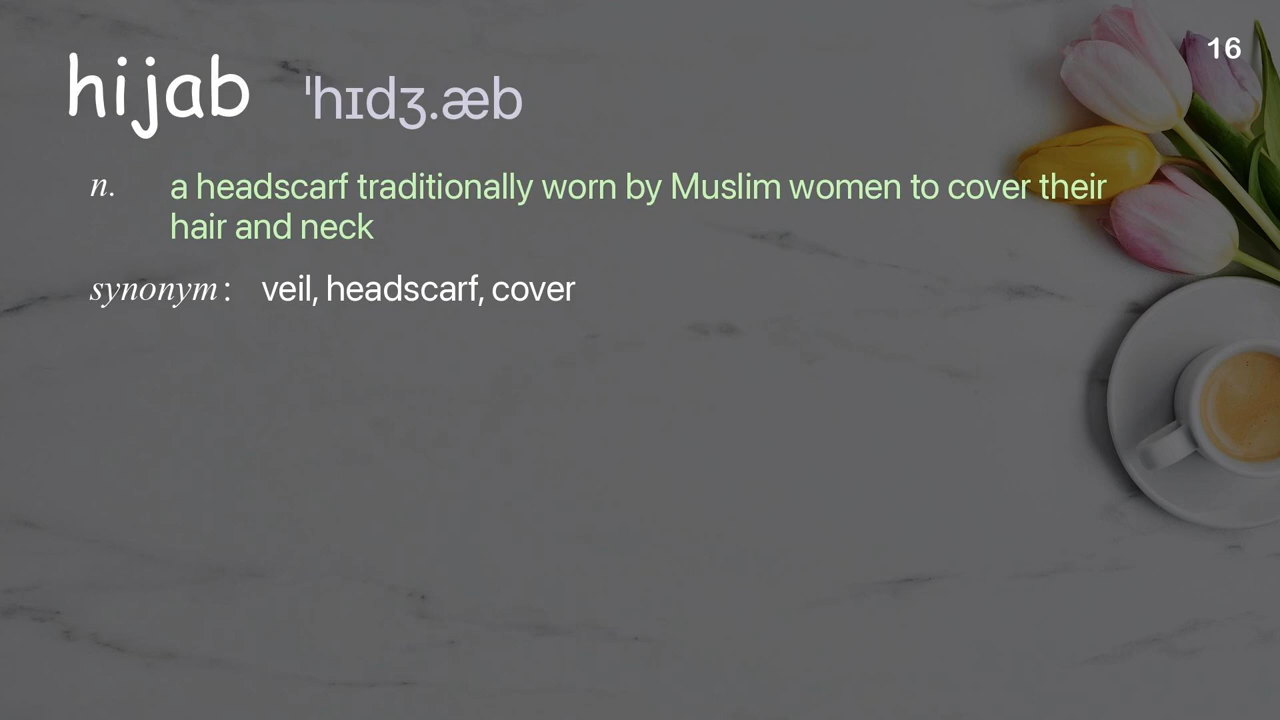 16
hijab ˈhɪdʒ.æb
n. a headscarf traditionally worn by Muslim women to cover their
hair and neck
synonym: veil, headscarf, cover